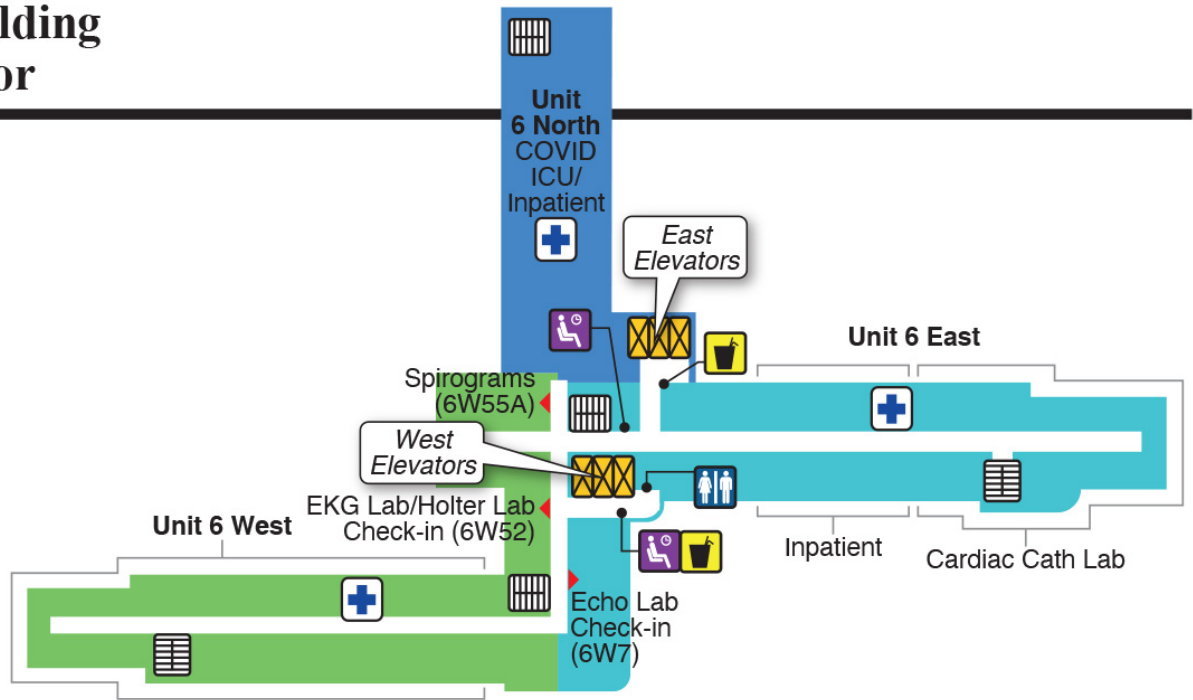 lding
or
Unit
6 North
COVID
ICU/
Inpatient
East
Elevators
Unit 6 East
Spirograms
(6W55A)
West
Elevators
EKG Lab/Holter Lab
Check-in (6W52)
Unit 6 West
Inpatient
Cardiac Cath Lab
Echo Lab
Check-in
(6W7)